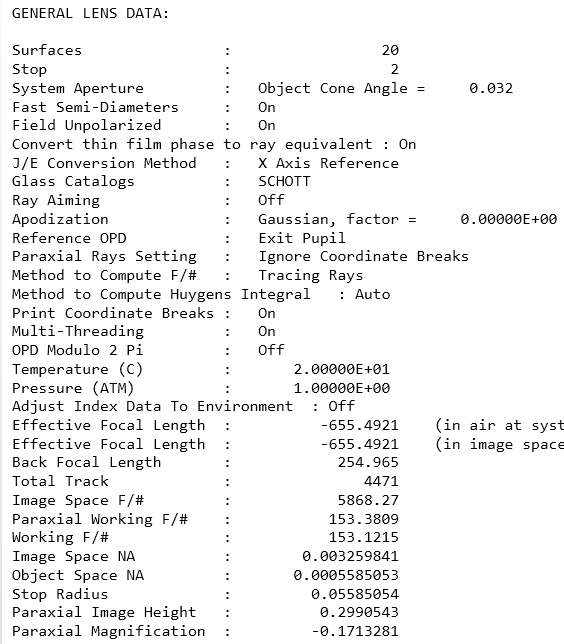 GENERAL LENS DATA:
Surfaces : 20
Stop : 2
System Aperture : Object Cone Angle = 0.032
Fast Semi-Diameters : On
Field Unpolarized : On
Convert thin film phase to ray equivalent : On
J/E Conversion Method : X Axis Reference
Glass Catalogs : SCHOTT
Ray Aiming : Off
Apodization : Gaussian, factor = 0.00000E+00
Reference OPD : Exit Pupil
Paraxial Rays Setting : Ignore Coordinate Breaks
Method to Compute F/# : Tracing Rays
Method to Compute Huygens Integral : Auto
Print Coordinate Breaks : On
Multi-Threading : On
OPD Modulo 2 Pi : Off
Temperature (C) : 2.00000E+01
Pressure (ATM) : 1.00000E+00
Adjust Index Data To Environment : Off
Effective Focal Length : -655.4921 (in air at syst
Effective Focal Length : -655.4921 (in image space
Back Focal Length : 254.965
Total Track : 4471
Image Space F/# : 5868.27
Paraxial Working F/# : 153.3809
Working F/# : 153.1215
Image Space NA : 0.003259841
Object Space NA : 0.0005585053
Stop Radius : 0.05585054
Paraxial Image Height : 0.2990543
Paraxial Magnification : -0.1713281